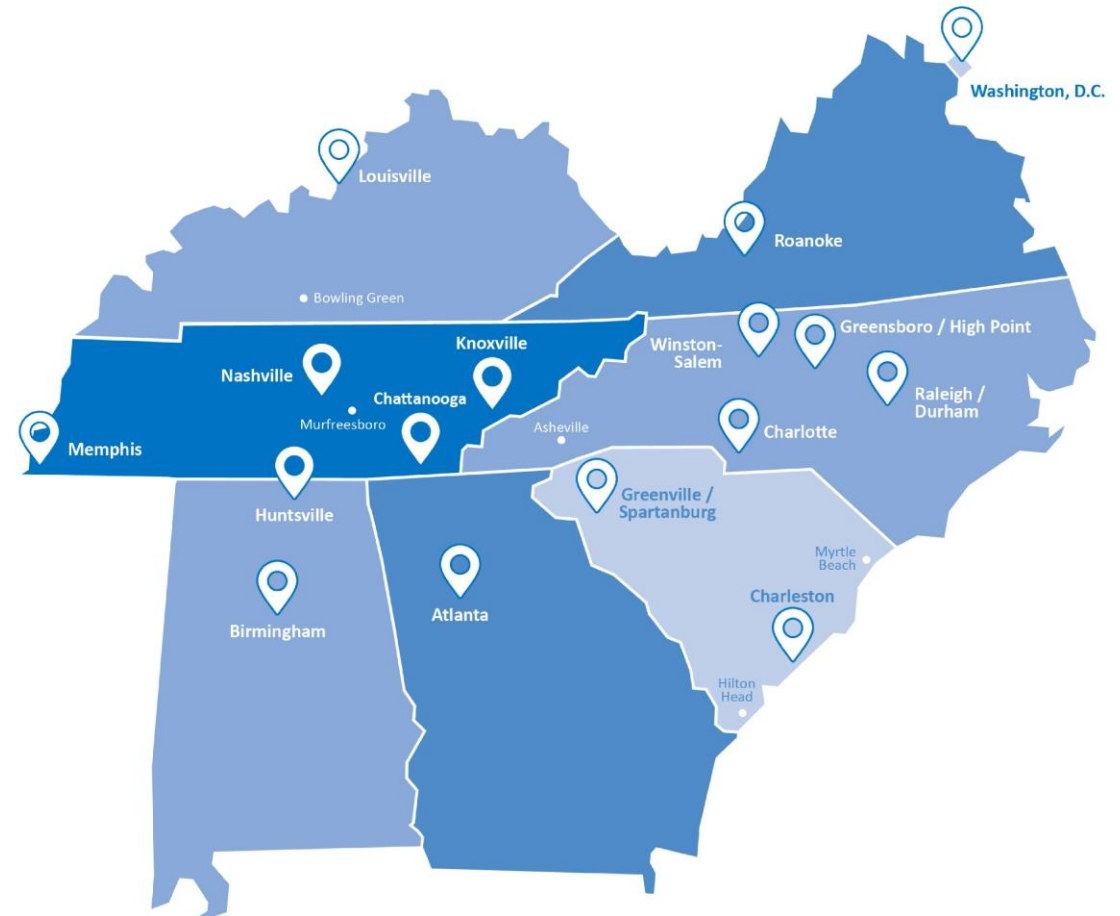 Washington, D.C.
Louisville
Roanoke
Bowling Green
Greensboro / High Point
Winston-
Salem
Knoxville
Nashville
Raleigh /
Durham
Chattanooga
Murfreesboro
Asheville
Charlotte
Memphis
Greenville /
Spartanburg
Huntsville
Myrtle
Beach
Charleston
Atlanta
Birmingham
Hilton
Head